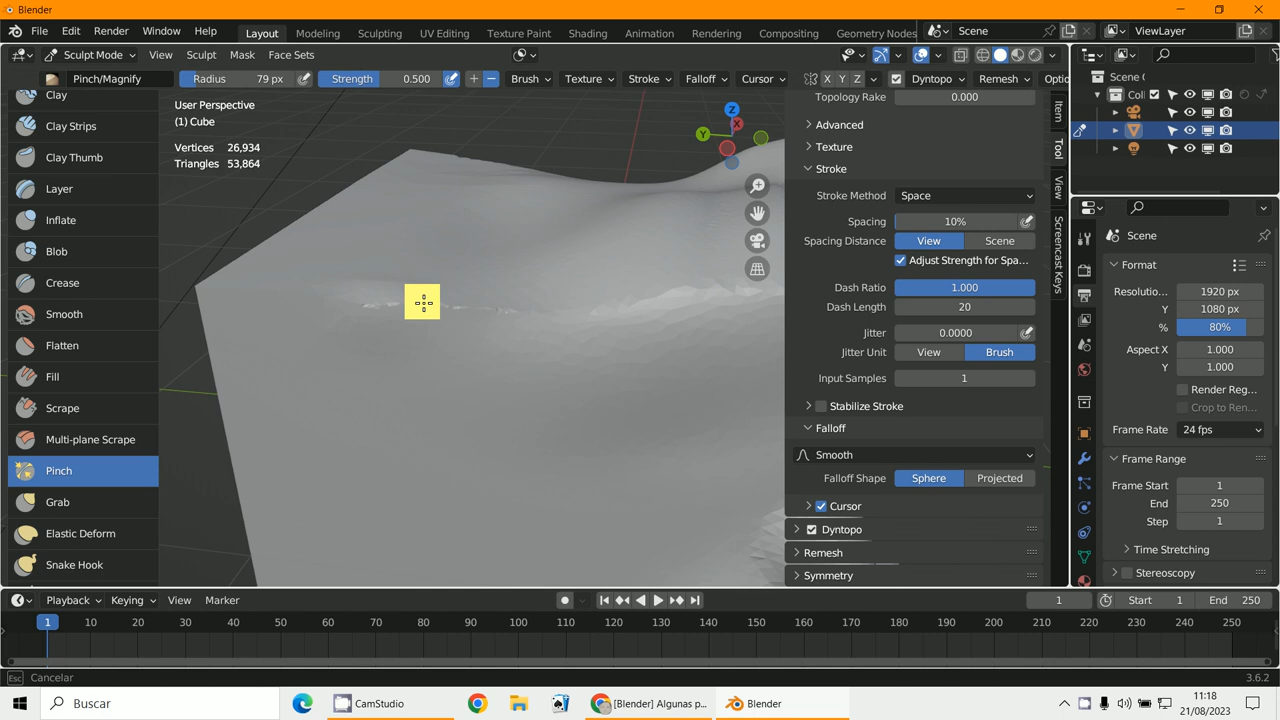 Blender
File Edit Render Window Help Layout Modeling Sculpting UV Editing Texture Paint Shading Animation Rendering Compositing Geometry Nodes Scene ViewLayer
Sculpt Mode View Sculpt Mask Face Sets
Pinch/Magnify Radius 79 px Strength 0.500 Brush Texture Stroke Falloff Cursor X Y Z Dyntopo Remesh Optio
Clay
Clay Strips
Clay Thumb
Layer
Inflate
Blob
Crease
Smooth
Flatten
Fill
Scrape
Multi-plane Scrape
Pinch
Grab
Elastic Deform
Snake Hook
User Perspective
(1) Cube
Vertices 26,934
Triangles 53,864
Z
X
Y
Topology Rake 0.000
Advanced
Texture
Stroke
Stroke Method Space
Spacing 10%
Spacing Distance View Scene
Adjust Strength for Spa...
Dash Ratio 1.000
Dash Length 20
Jitter 0.0000
Jitter Unit View Brush
Input Samples 1
Stabilize Stroke
Falloff
Smooth
Falloff Shape Sphere Projected
Cursor
Dyntopo
Remesh
Symmetry
Item
Tool
View
Screencast Keys
Scene C
Coll
Scene
Format
Resolutio... 1920 px
Y 1080 px
% 80%
Aspect X 1.000
Y 1.000
Render Reg...
Crop to Ren...
Frame Rate 24 fps
Frame Range
Frame Start 1
End 250
Step 1
Time Stretching
Stereoscopy
Playback Keying View Marker 1 Start 1 End 250
1 10 20 30 40 50 60 70 80 90 100 110 120 130 140 150 160 170 180 190 200 210 220 230 240 250
Esc Cancelar 3.6.2
Buscar CamStudio [Blender] Algunas p... Blender 11:18
21/08/2023